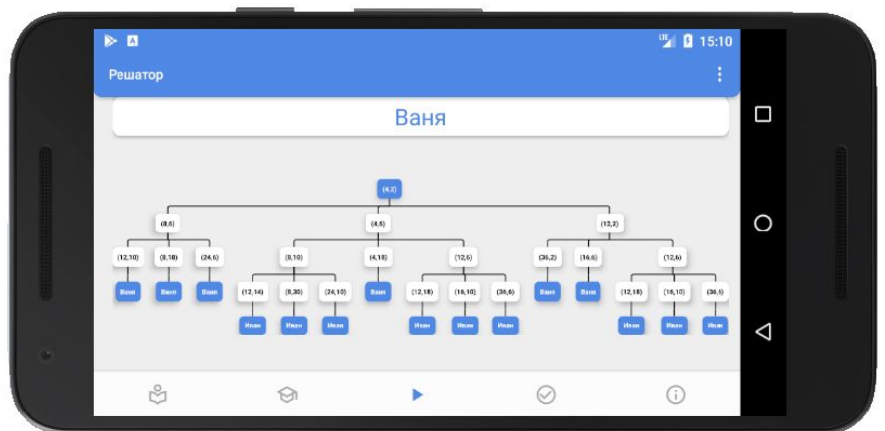 LTE 15:10
Решатор
Ваня
(4,2)
(8,6) (4,6) (12,2)
(12,10) (8,18) (24,6) (8,10) (4,18) (12,6) (36,2) (16,6) (12,6)
Ваня Ваня Ваня (12,14) (8,30) (24,10) Ваня (12,18) (16,10) (36,6) Ваня Ваня (12,18) (16,10) (36,6)
Иван Иван Иван Иван Иван Иван Иван Иван Иван